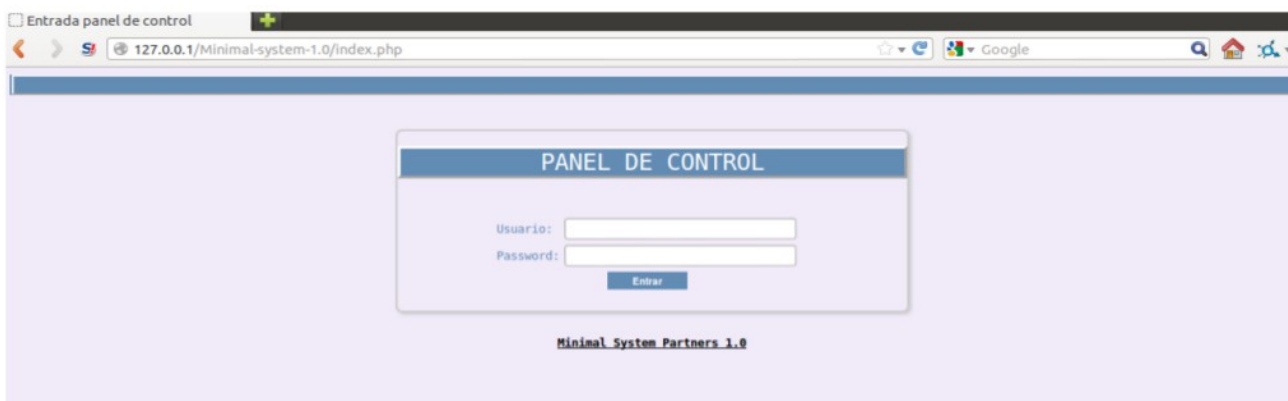 Entrada panel de control
127.0.0.1/Minimal-system-1.0/index.php
Google
PANEL DE CONTROL
Usuario:
Password:
Entrar
Minimal System Partners 1.0